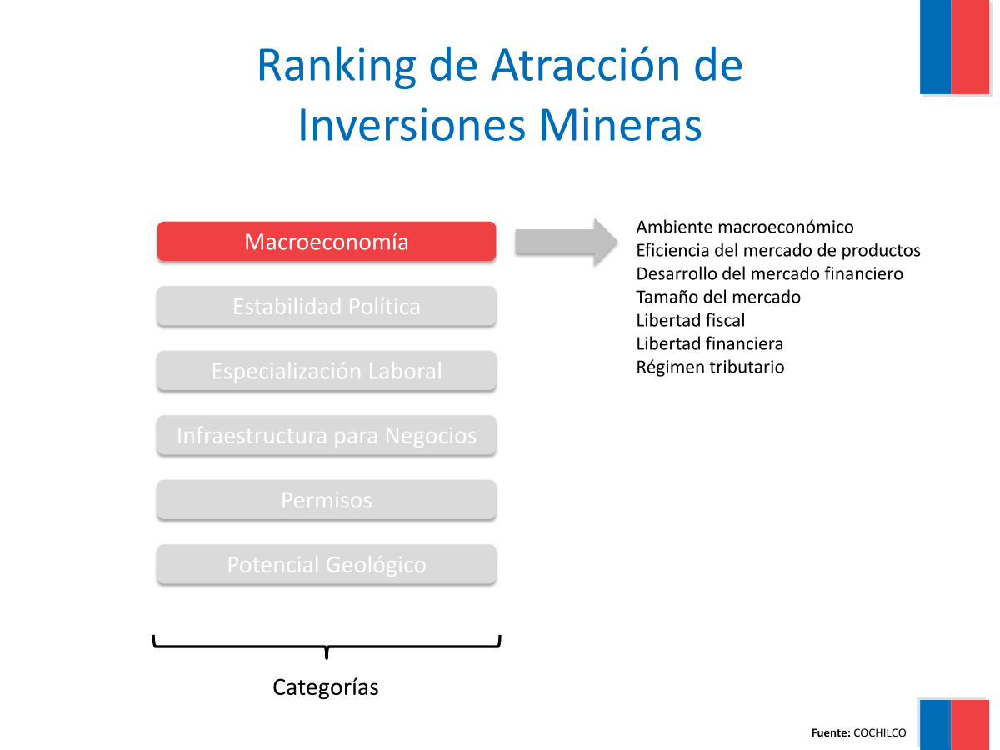 Ranking de Atracción de
Inversiones Mineras
Macroeconomía
Estabilidad Política
Especialización Laboral
Infraestructura para Negocios
Permisos
Potencial Geológico
Categorías
Ambiente macroeconómico
Eficiencia del mercado de productos
Desarrollo del mercado financiero
Tamaño del mercado
Libertad fiscal
Libertad financiera
Régimen tributario
Fuente: COCHILCO